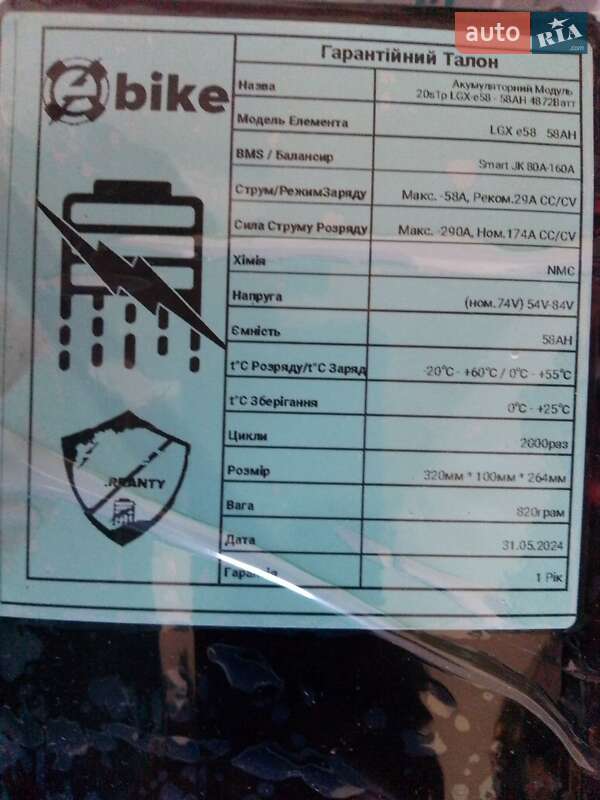 auto RIA .com
bike
Гарантійний Талон
Назва Акумуляторний Модуль
20s1p LGX-e58 - 58AH 4872Ватт
Модель Елемента LGX e58 58AH
BMS / Балансир Smart JK 80A-160A
Струм/РежимЗаряду Макс. -58А, Реком.29А CC/CV
Сила Струму Розряду Макс. -290А, Ном.174А CC/CV
Хімія NMC
Напруга (ном.74V) 54V-84V
Ємність 58AH
t°C Розряду/t°C Заряд -20°C - +60°C / 0°C - +55°C
t°C Зберігання 0°C - +25°C
Цикли 2000раз
Розмір 320мм * 100мм * 264мм
Вага 820грам
Дата 31.05.2024
Гарантія 1 Рік
RRANTY